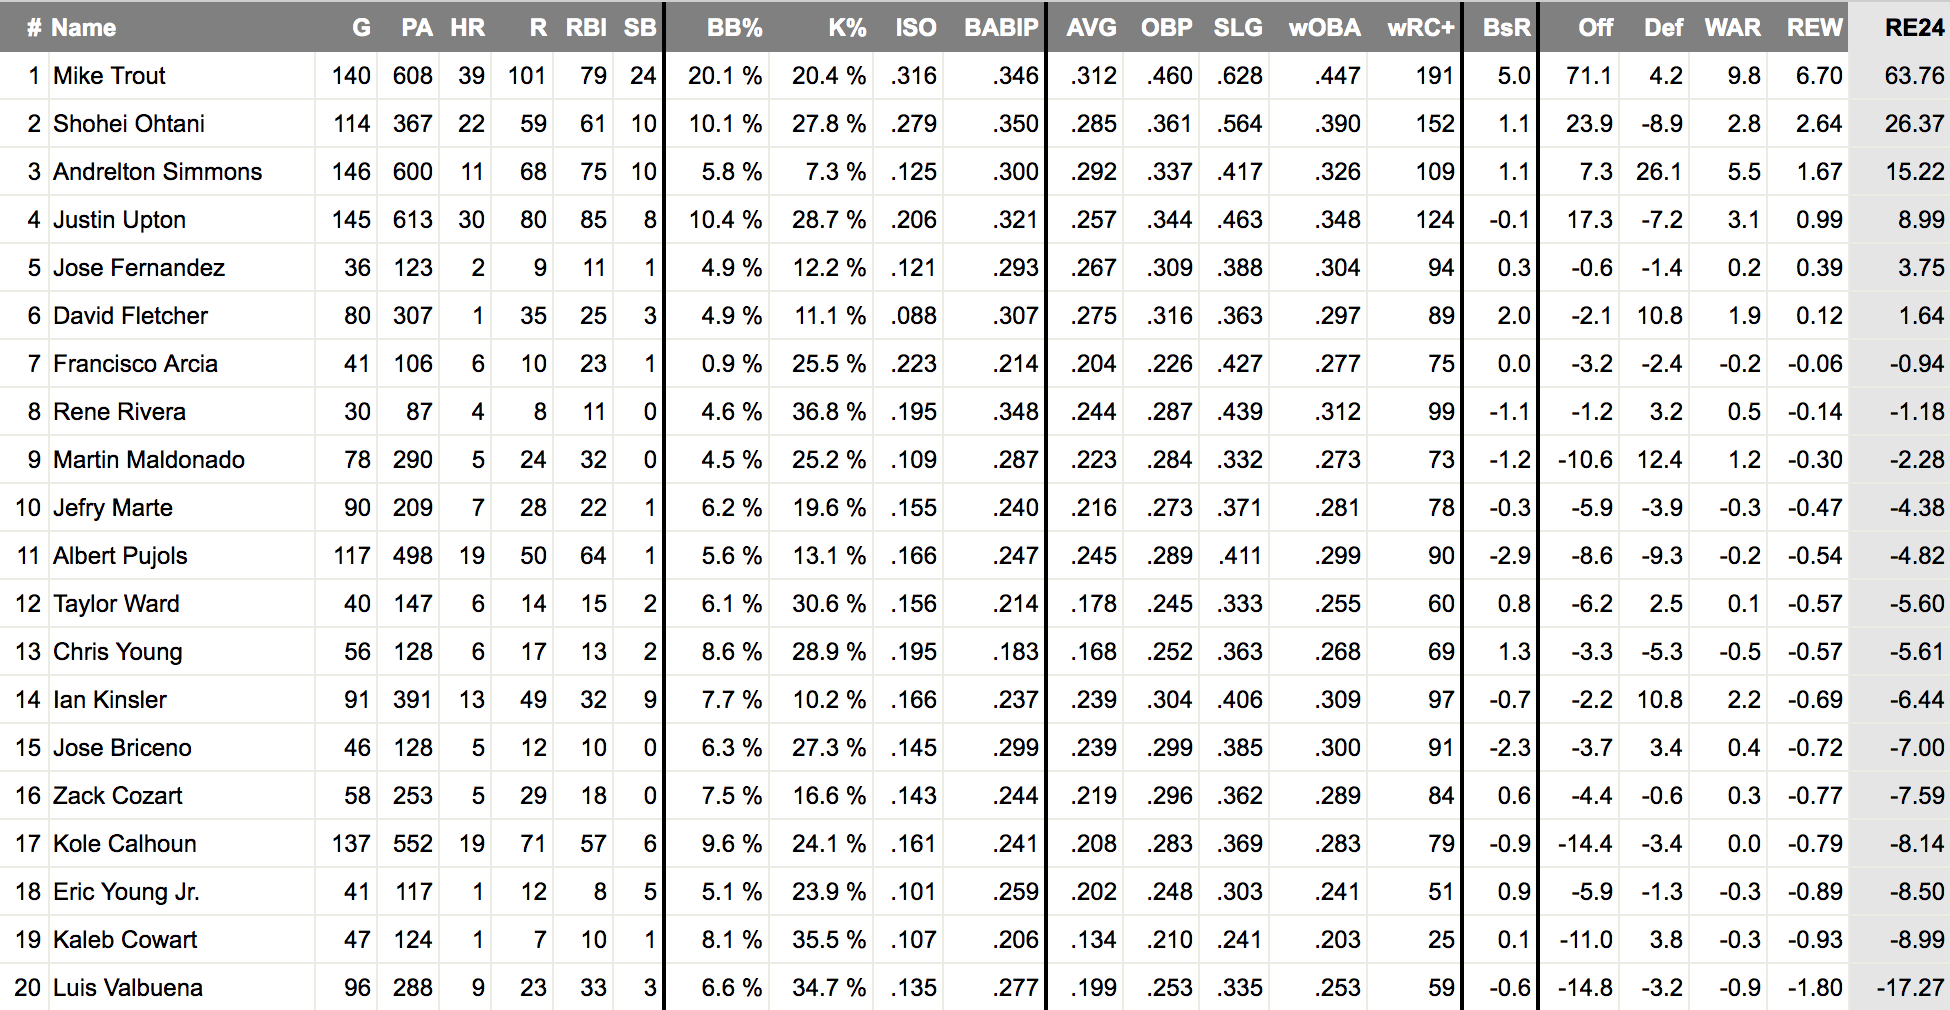 # Name G PA HR R RBI SB BB% K% ISO BABIP AVG OBP SLG wOBA wRC+ BsR Off Def WAR REW RE24
1 Mike Trout 140 608 39 101 79 24 20.1 % 20.4 % .316 .346 .312 .460 .628 .447 191 5.0 71.1 4.2 9.8 6.70 63.76
2 Shohei Ohtani 114 367 22 59 61 10 10.1 % 27.8 % .279 .350 .285 .361 .564 .390 152 1.1 23.9 -8.9 2.8 2.64 26.37
3 Andrelton Simmons 146 600 11 68 75 10 5.8 % 7.3 % .125 .300 .292 .337 .417 .326 109 1.1 7.3 26.1 5.5 1.67 15.22
4 Justin Upton 145 613 30 80 85 8 10.4 % 28.7 % .206 .321 .257 .344 .463 .348 124 -0.1 17.3 -7.2 3.1 0.99 8.99
5 Jose Fernandez 36 123 2 9 11 1 4.9 % 12.2 % .121 .293 .267 .309 .388 .304 94 0.3 -0.6 -1.4 0.2 0.39 3.75
6 David Fletcher 80 307 1 35 25 3 4.9 % 11.1 % .088 .307 .275 .316 .363 .297 89 2.0 -2.1 10.8 1.9 0.12 1.64
7 Francisco Arcia 41 106 6 10 23 1 0.9 % 25.5 % .223 .214 .204 .226 .427 .277 75 0.0 -3.2 -2.4 -0.2 -0.06 -0.94
8 Rene Rivera 30 87 4 8 11 0 4.6 % 36.8 % .195 .348 .244 .287 .439 .312 99 -1.1 -1.2 3.2 0.5 -0.14 -1.18
9 Martin Maldonado 78 290 5 24 32 0 4.5 % 25.2 % .109 .287 .223 .284 .332 .273 73 -1.2 -10.6 12.4 1.2 -0.30 -2.28
10 Jefry Marte 90 209 7 28 22 1 6.2 % 19.6 % .155 .240 .216 .273 .371 .281 78 -0.3 -5.9 -3.9 -0.3 -0.47 -4.38
11 Albert Pujols 117 498 19 50 64 1 5.6 % 13.1 % .166 .247 .245 .289 .411 .299 90 -2.9 -8.6 -9.3 -0.2 -0.54 -4.82
12 Taylor Ward 40 147 6 14 15 2 6.1 % 30.6 % .156 .214 .178 .245 .333 .255 60 0.8 -6.2 2.5 0.1 -0.57 -5.60
13 Chris Young 56 128 6 17 13 2 8.6 % 28.9 % .195 .183 .168 .252 .363 .268 69 1.3 -3.3 -5.3 -0.5 -0.57 -5.61
14 Ian Kinsler 91 391 13 49 32 9 7.7 % 10.2 % .166 .237 .239 .304 .406 .309 97 -0.7 -2.2 10.8 2.2 -0.69 -6.44
15 Jose Briceno 46 128 5 12 10 0 6.3 % 27.3 % .145 .299 .239 .299 .385 .300 91 -2.3 -3.7 3.4 0.4 -0.72 -7.00
16 Zack Cozart 58 253 5 29 18 0 7.5 % 16.6 % .143 .244 .219 .296 .362 .289 84 0.6 -4.4 -0.6 0.3 -0.77 -7.59
17 Kole Calhoun 137 552 19 71 57 6 9.6 % 24.1 % .161 .241 .208 .283 .369 .283 79 -0.9 -14.4 -3.4 0.0 -0.79 -8.14
18 Eric Young Jr. 41 117 1 12 8 5 5.1 % 23.9 % .101 .259 .202 .248 .303 .241 51 0.9 -5.9 -1.3 -0.3 -0.89 -8.50
19 Kaleb Cowart 47 124 1 7 10 1 8.1 % 35.5 % .107 .206 .134 .210 .241 .203 25 0.1 -11.0 3.8 -0.3 -0.93 -8.99
20 Luis Valbuena 96 288 9 23 33 3 6.6 % 34.7 % .135 .277 .199 .253 .335 .253 59 -0.6 -14.8 -3.2 -0.9 -1.80 -17.27